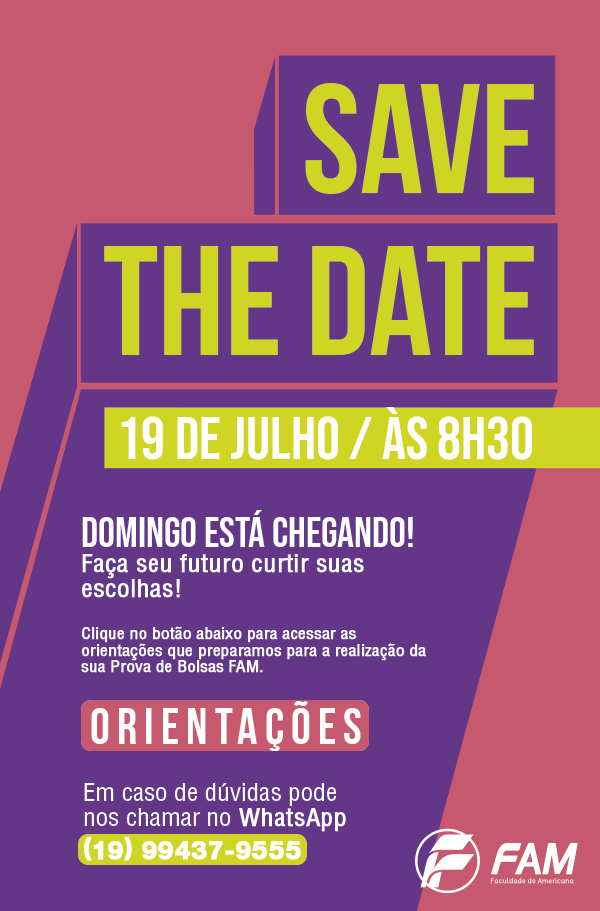 SAVE
THE DATE
19 DE JULHO / ÀS 8H30
DOMINGO ESTÁ CHEGANDO!
Faça seu futuro curtir suas
escolhas!
Clique no botão abaixo para acessar as
orientações que preparamos para a realização da
sua Prova de Bolsas FAM.
ORIENTAÇÕES
Em caso de dúvidas pode
nos chamar no WhatsApp
(19) 99437-9555
FAM
Faculdade de Americana